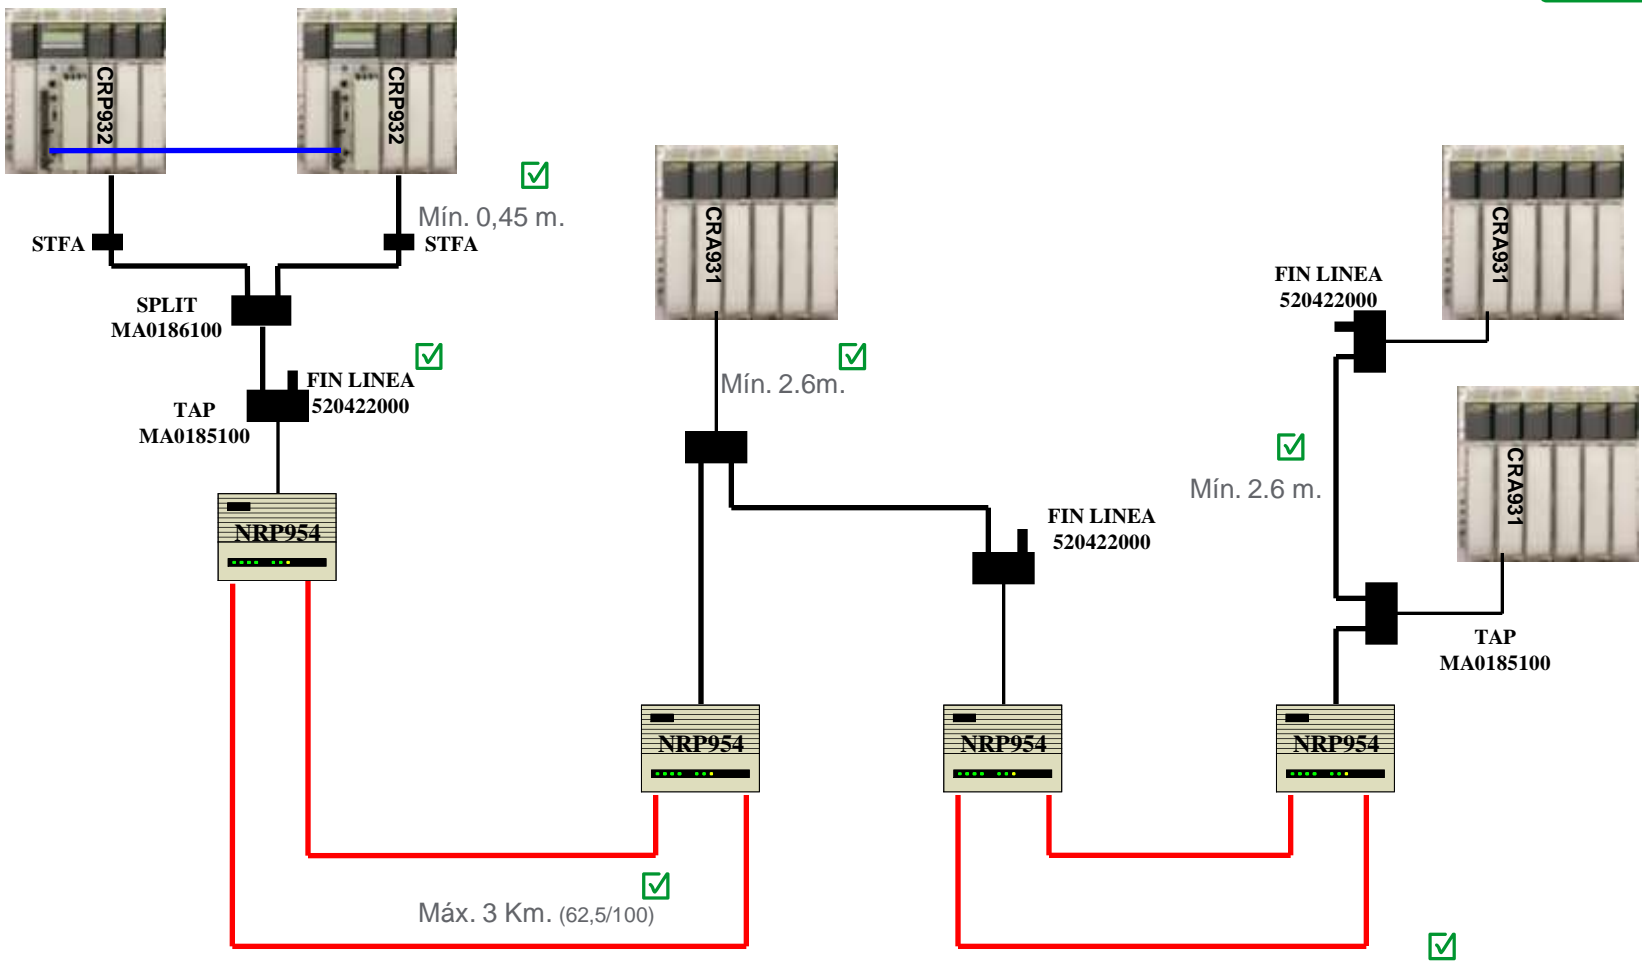 CRP932
CRP932
Mín. 0,45 m.
STFA
STFA
SPLIT
MA0186100
FIN LINEA
520422000
TAP
MA0185100
NRP954
CRA931
Mín. 2.6m.
FIN LINEA
520422000
NRP954
NRP954
CRA931
FIN LINEA
520422000
CRA931
Mín. 2.6 m.
TAP
MA0185100
NRP954
Máx. 3 Km. (62,5/100)